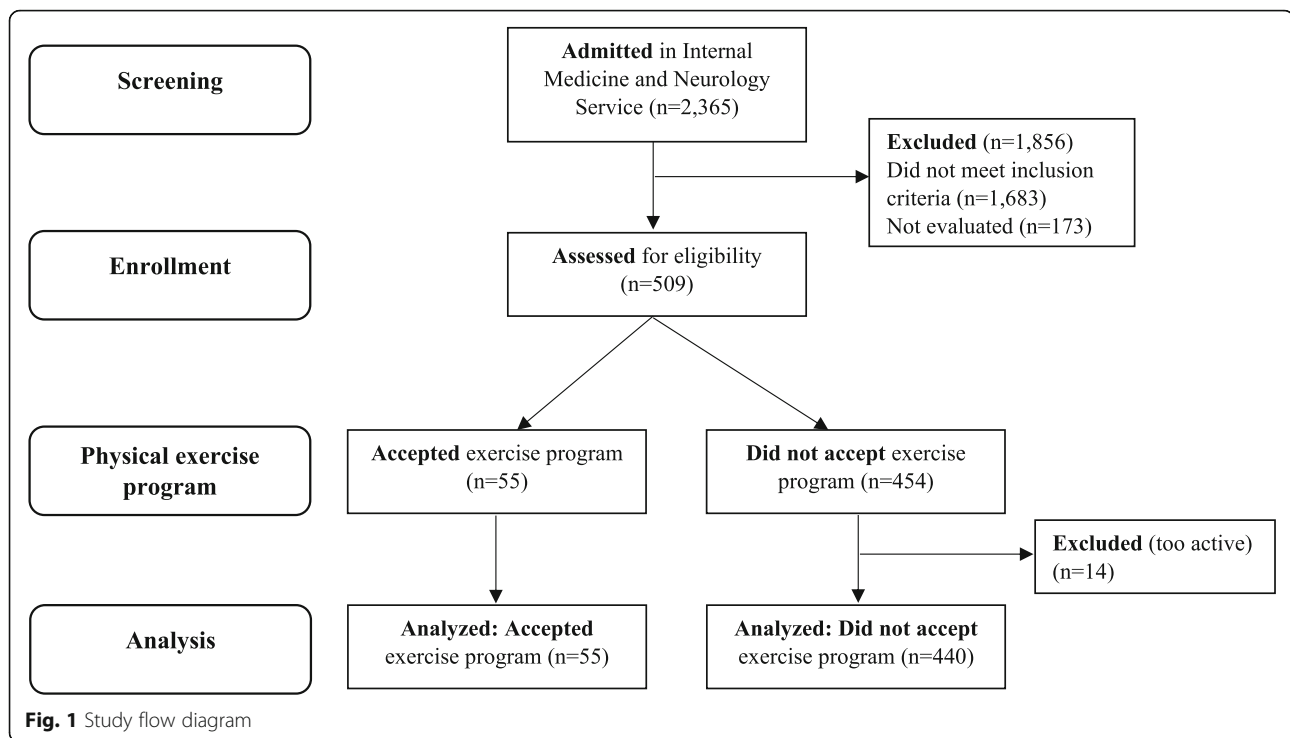 Screening
Admitted in Internal
Medicine and Neurology
Service (n=2,365)
Excluded (n=1,856)
Did not meet inclusion
criteria (n=1,683)
Not evaluated (n=173)
Enrollment
Assessed for eligibility
(n=509)
Physical exercise
program
Accepted exercise program
(n=55)
Did not accept exercise
program (n=454)
Excluded (too active)
(n=14)
Analysis
Analyzed: Accepted
exercise program (n=55)
Analyzed: Did not accept
exercise program (n=440)
Fig. 1 Study flow diagram